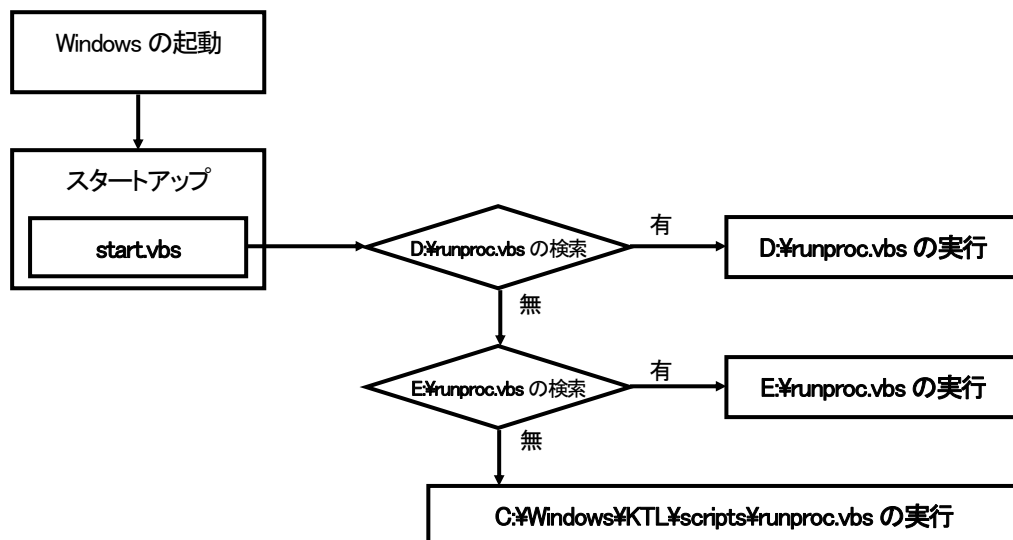 Windows の起動
スタートアップ
start.vbs
D:¥runproc.vbs の検索
有
D:¥runproc.vbs の実行
無
E:¥runproc.vbs の検索
有
E:¥runproc.vbs の実行
無
C:¥Windows¥KTL¥scripts¥runproc.vbs の実行